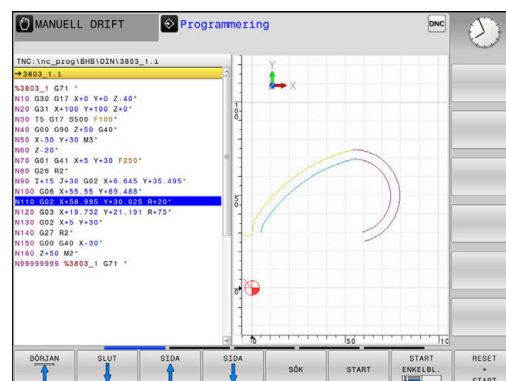 MANUELL DRIFT
Programmering
DNC
TNC:\nc_prog\BHB\DIN\3803_1.i
→3803_1.i
%3803_1 G71 *
N10 G30 G17 X+0 Y+0 Z-40*
N20 G31 X+100 Y+100 Z+0*
N30 T5 G17 S500 F100*
N40 G00 G90 Z+50 G40*
N50 X-30 Y+30 M3*
N60 Z-20*
N70 G01 G41 X+5 Y+30 F250*
N80 G26 R2*
N90 I+15 J+30 G02 X+6.645 Y+35.495*
N100 G06 X+55.55 Y+69.488*
N110 G02 X+58.995 Y+30.025 R+20*
N120 G03 X+19.732 Y+21.191 R+75*
N130 G02 X+5 Y+30*
N140 G27 R2*
N150 G00 G40 X-30*
N160 Z+50 M2*
N99999999 %3803_1 G71 *
Y
X
100
50
0
0
50
10
BÖRJAN
SLUT
SIDA
SIDA
SÖK
START
START
ENKELBL.
RESET
+
START